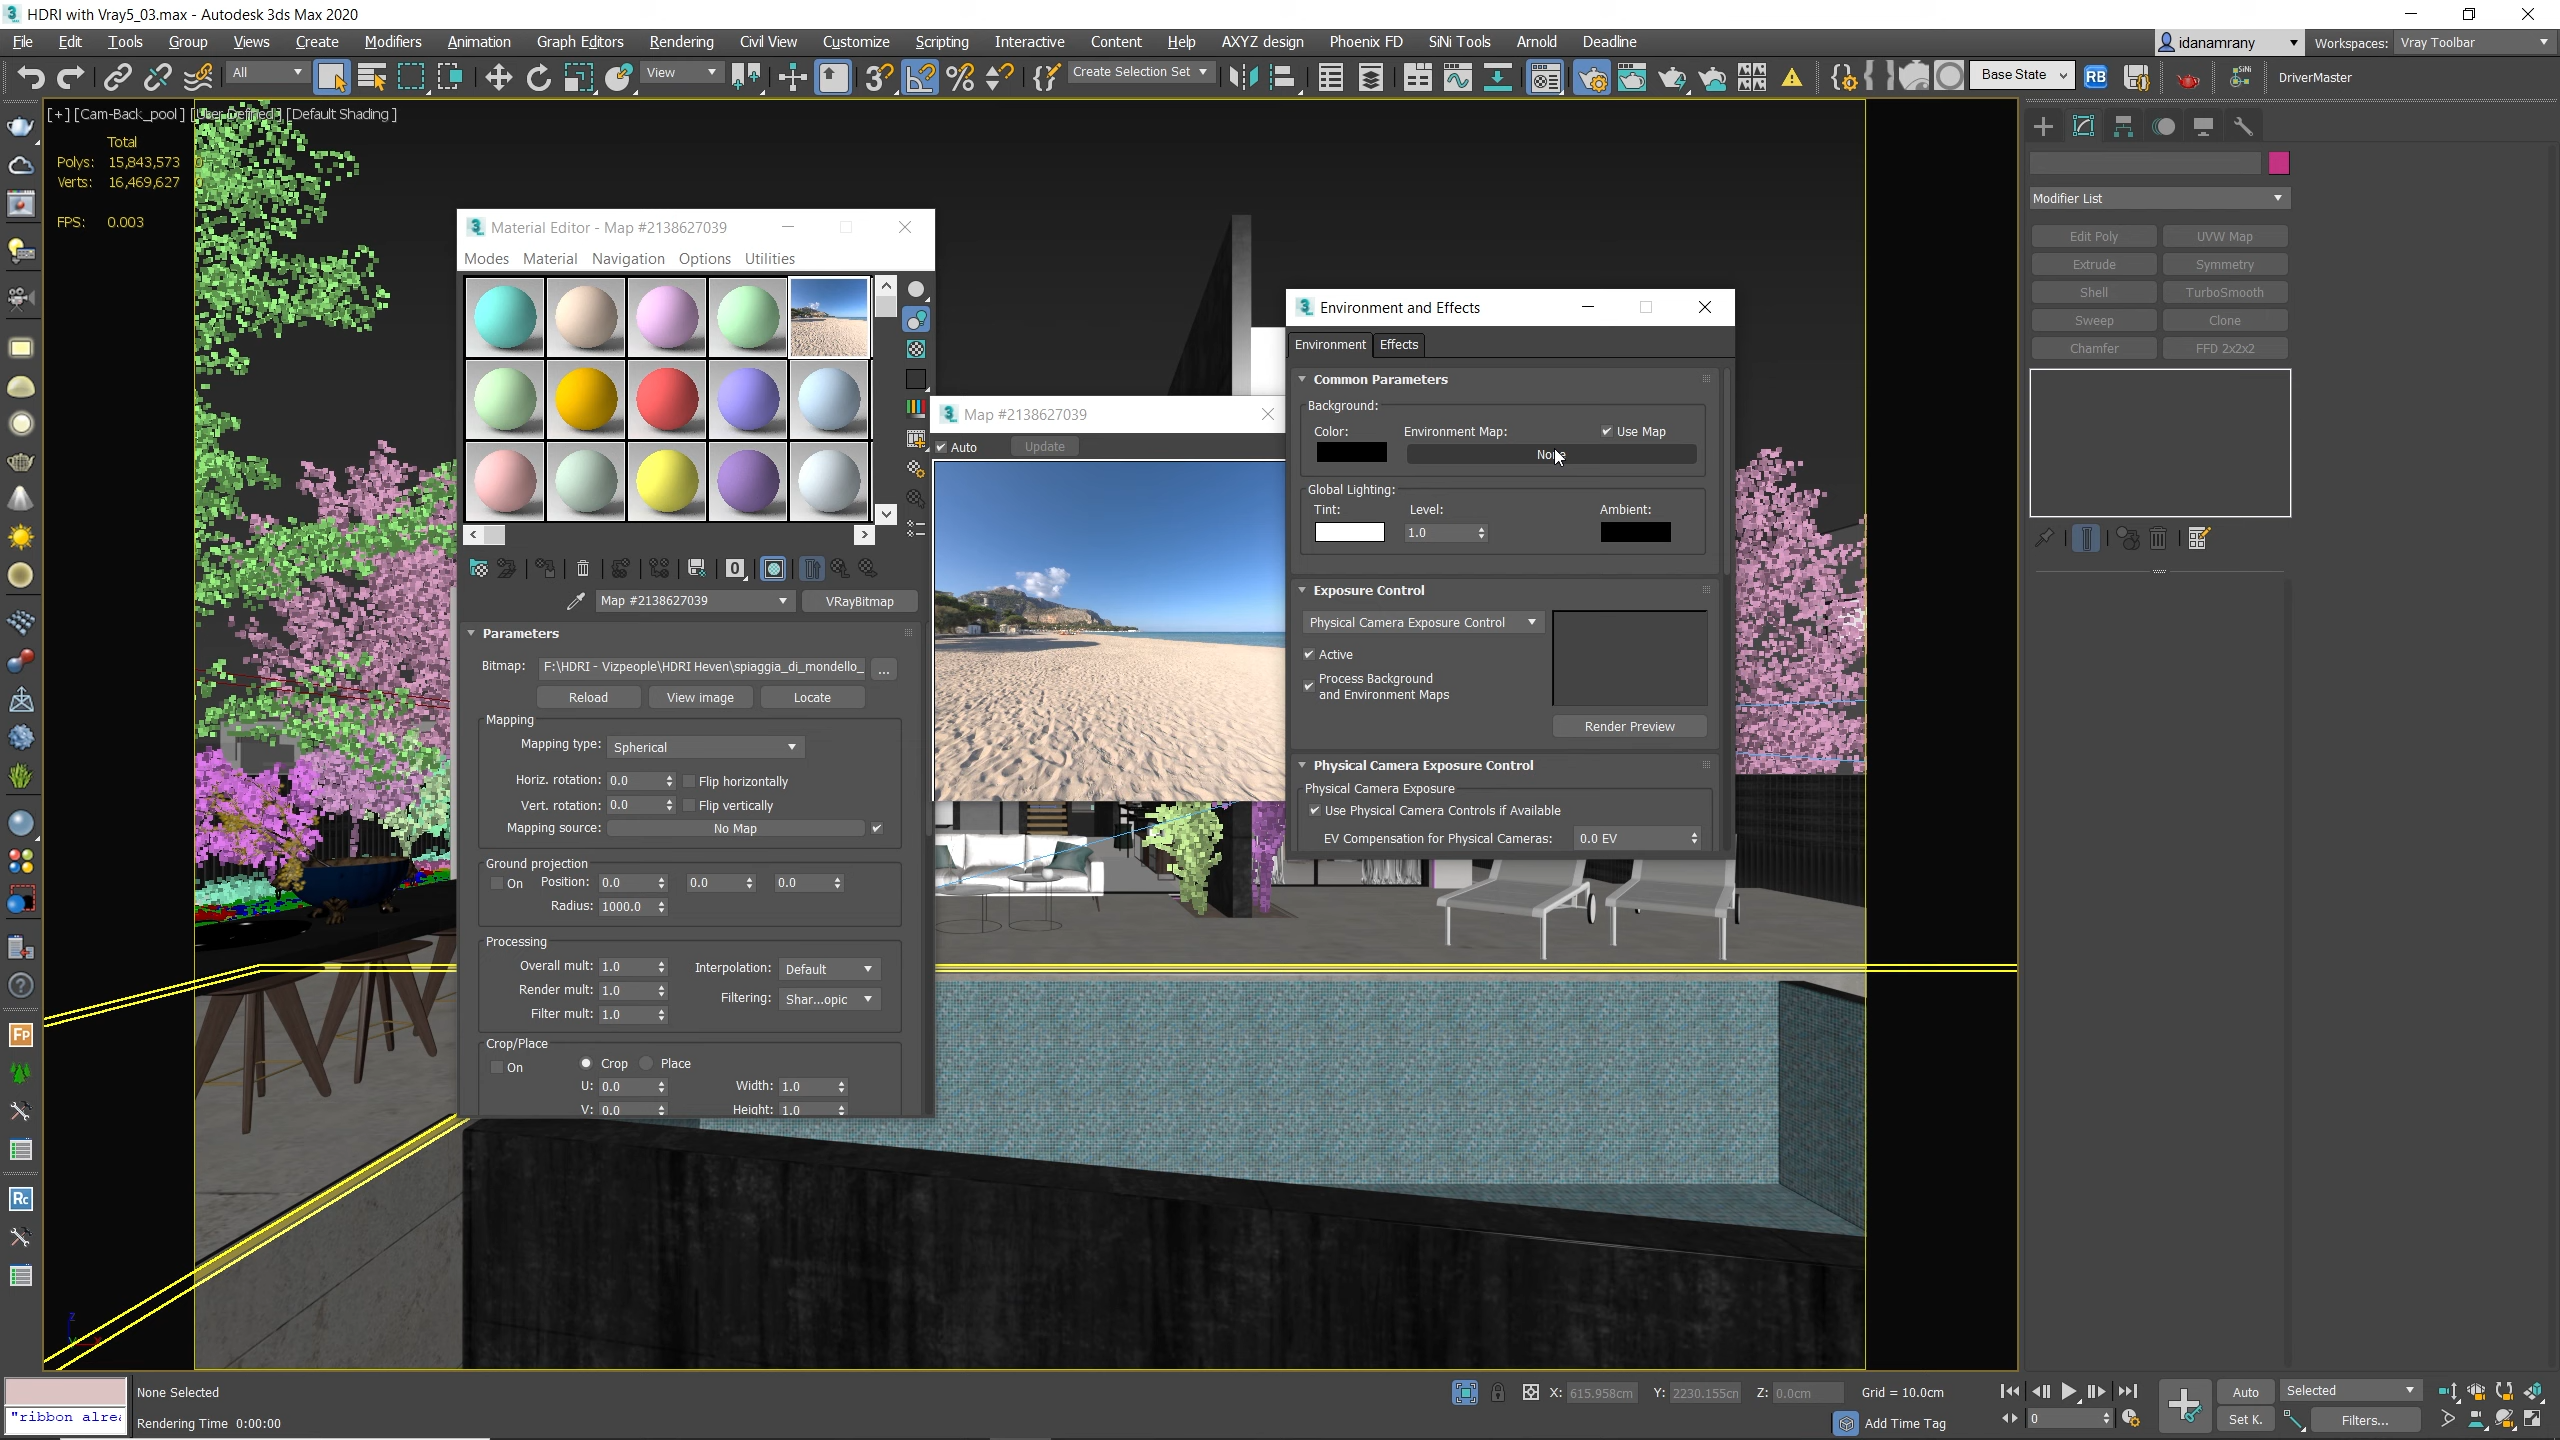 HDRI with Vray5_03.max - Autodesk 3ds Max 2020
File Edit Tools Group Views Create Modifiers Animation Graph Editors Rendering Civil View Customize Scripting Interactive Content Help AXYZ design Phoenix FD SiNi Tools Arnold Deadline
idanamrany Workspaces: Vray Toolbar
All View Create Selection Set Base State RB SiNi DriverMaster
[+] [Cam-Back_pool] [User Defined] [Default Shading]
Total
Polys: 15,843,573
Verts: 16,469,627
FPS: 0.003
Material Editor - Map #2138627039
Modes Material Navigation Options Utilities
Map #2138627039 VRayBitmap
Parameters
Bitmap: F:\HDRI - Vizpeople\HDRI Heven\spiaggia_di_mondello_ ...
Reload View image Locate
Mapping
Mapping type: Spherical
Horiz. rotation: 0.0 Flip horizontally
Vert. rotation: 0.0 Flip vertically
Mapping source: No Map
Ground projection
On Position: 0.0 0.0 0.0
Radius: 1000.0
Processing
Overall mult: 1.0 Interpolation: Default
Render mult: 1.0 Filtering: Shar...opic
Filter mult: 1.0
Crop/Place
On Crop Place
U: 0.0 Width: 1.0
V: 0.0 Height: 1.0
Map #2138627039
Auto Update
Environment and Effects
Environment Effects
Common Parameters
Background:
Color: Environment Map: Use Map
None
Global Lighting:
Tint: Level: Ambient:
1.0
Exposure Control
Physical Camera Exposure Control
Active
Process Background
and Environment Maps
Render Preview
Physical Camera Exposure Control
Physical Camera Exposure
Use Physical Camera Controls if Available
EV Compensation for Physical Cameras: 0.0 EV
Modifier List
Edit Poly UVW Map
Extrude Symmetry
Shell TurboSmooth
Sweep Clone
Chamfer FFD 2x2x2
Fp
Rc
None Selected
"ribbon alrea
Rendering Time 0:00:00
X: 615.958cm Y: 2230.155cm Z: 0.0cm Grid = 10.0cm
Add Time Tag
0
Auto Selected
Set K. Filters...